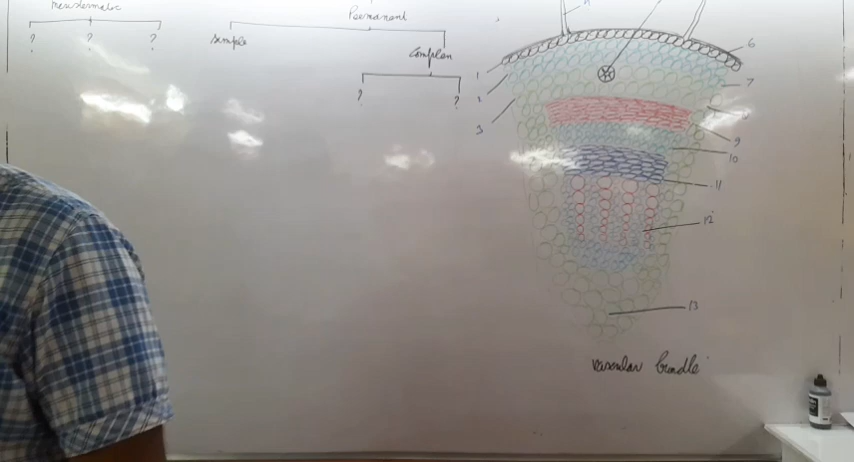 Meristematic
Permanent
? ? ?
Simple
Complex
? ?
1
2
3
6
7
9
10
11
12
13
vascular bundle